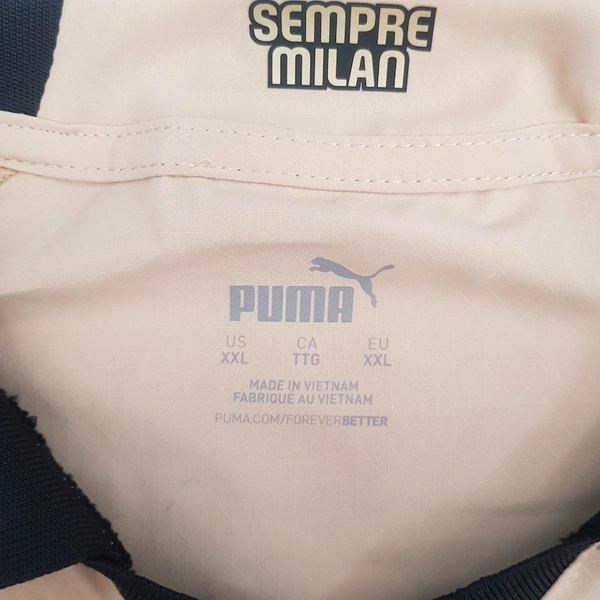 SEMPRE
MILAN
PUMA
US CA EU
XXL TTG XXL
MADE IN VIETNAM
FABRIQUÉ AU VIETNAM
PUMA.COM/FOREVERBETTER